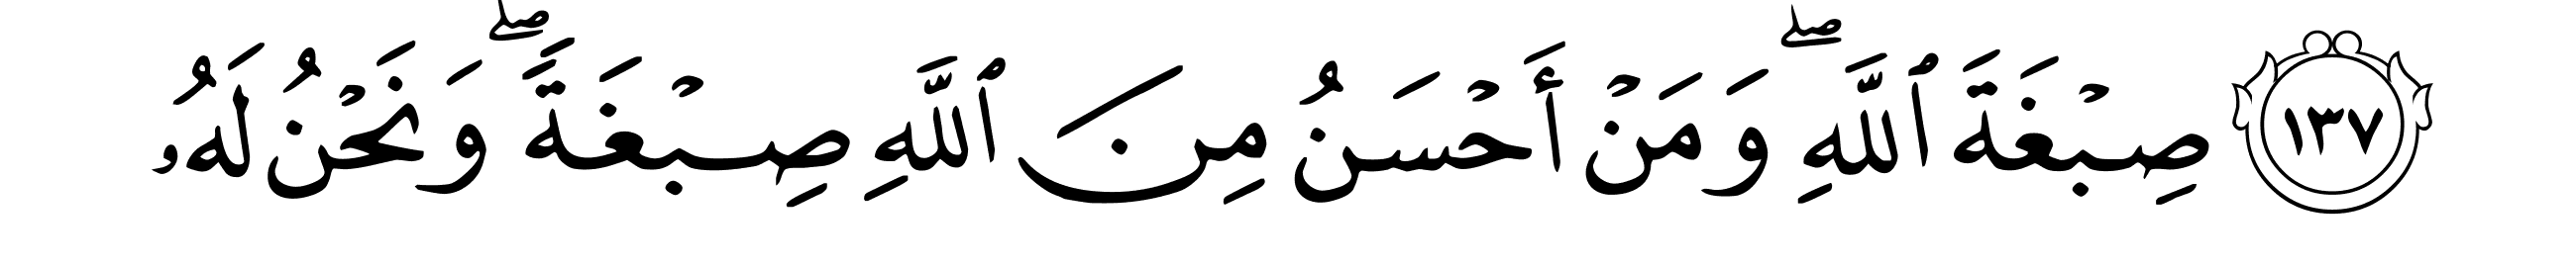 ١٣٧ صِبۡغَةَ ٱللَّهِۖ وَمَنۡ أَحۡسَنُ مِنَ ٱللَّهِ صِبۡغَةٗۖ وَنَحۡنُ لَهُۥ